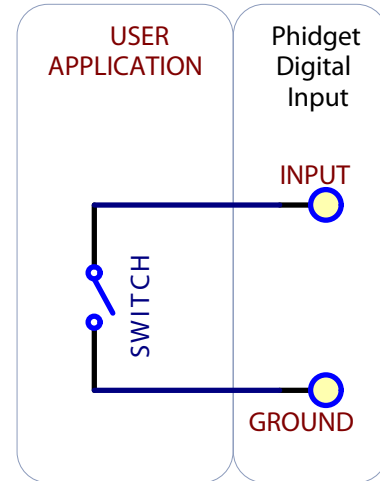 USER
APPLICATION
Phidget
Digital
Input
INPUT
SWITCH
GROUND